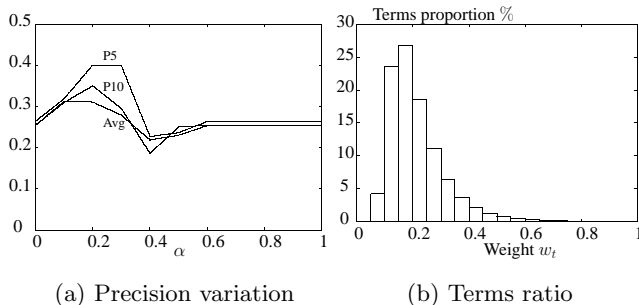 0.5
0.4
0.3
0.2
0.1
0
P5
P10
Avg
0 0.2 0.4 0.6 0.8 1
α
(a) Precision variation
Terms proportion %
30
25
20
15
10
5
0
0 0.2 0.4 0.6 0.8 1
Weight wt
(b) Terms ratio